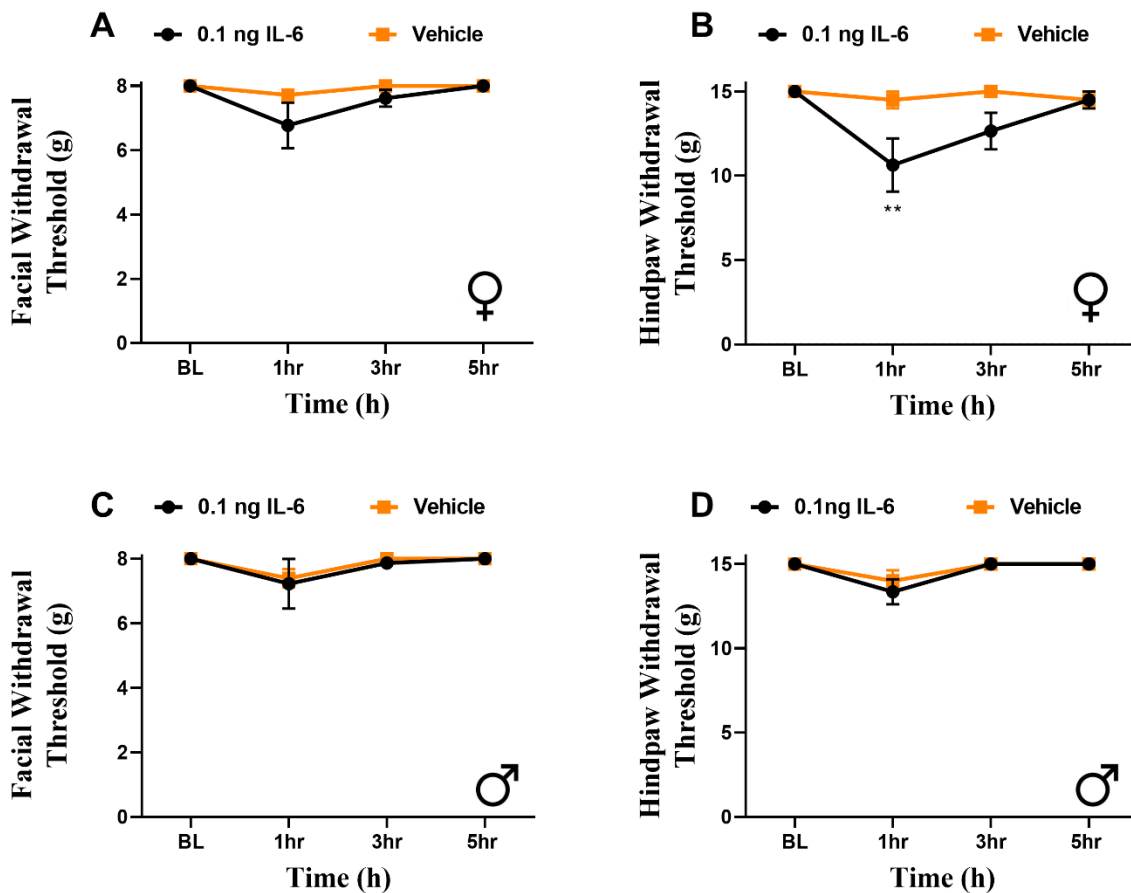 A
0.1 ng IL-6
Vehicle
Facial Withdrawal
Threshold (g)
8
6
4
2
0
BL
1hr
3hr
5hr
Time (h)
♀
B
0.1 ng IL-6
Vehicle
Hindpaw Withdrawal
Threshold (g)
15
10
5
0
**
BL
1hr
3hr
5hr
Time (h)
♀
C
0.1 ng IL-6
Vehicle
Facial Withdrawal
Threshold (g)
8
6
4
2
0
BL
1hr
3hr
5hr
Time (h)
♂
D
0.1ng IL-6
Vehicle
Hindpaw Withdrawal
Threshold (g)
15
10
5
0
BL
1hr
3hr
5hr
Time (h)
♂